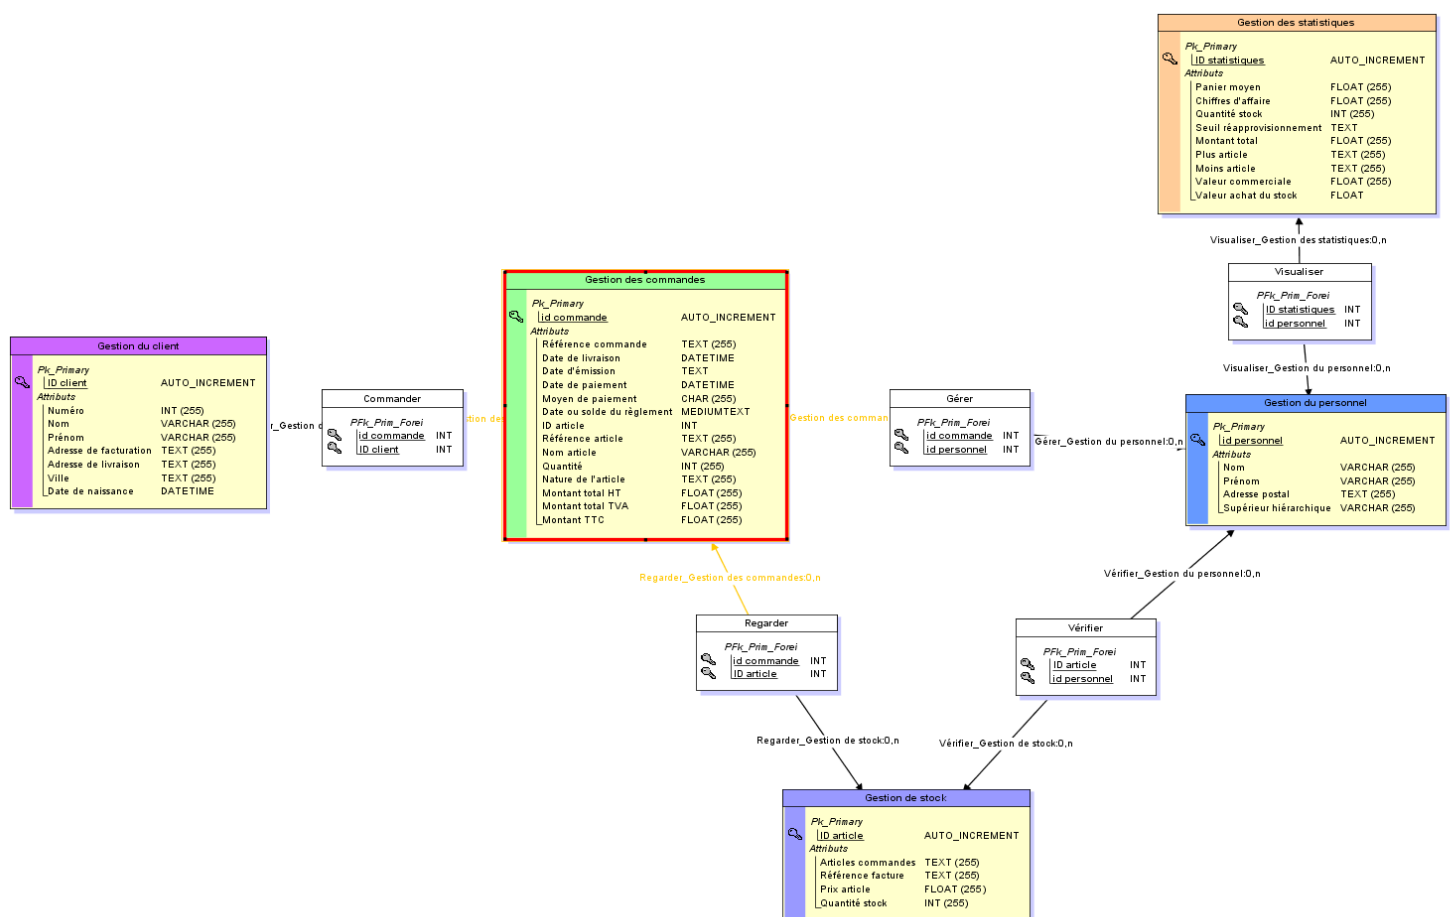 Gestion des statistiques
Pk_Primary
ID statistiques AUTO_INCREMENT
Attributs
Panier moyen FLOAT (255)
Chiffres d'affaire FLOAT (255)
Quantité stock INT (255)
Seuil réapprovisionnement TEXT
Montant total FLOAT (255)
Plus article TEXT (255)
Moins article TEXT (255)
Valeur commerciale FLOAT (255)
Valeur achat du stock FLOAT
Visualiser_Gestion des statistiques:0,n
Visualiser
PFk_Prim_Forei
ID statistiques INT
id personnel INT
Visualiser_Gestion du personnel:0,n
Gestion des commandes
Pk_Primary
id commande AUTO_INCREMENT
Attributs
Référence commande TEXT (255)
Date de livraison DATETIME
Date d'émission TEXT
Date de paiement DATETIME
Moyen de paiement CHAR (255)
Date ou solde du règlement MEDIUMTEXT
ID article INT
Référence article TEXT (255)
Nom article VARCHAR (255)
Quantité INT (255)
Nature de l'article TEXT (255)
Montant total HT FLOAT (255)
Montant total TVA FLOAT (255)
Montant TTC FLOAT (255)
Gestion du client
Pk_Primary
ID client AUTO_INCREMENT
Attributs
Numéro INT (255)
Nom VARCHAR (255)
Prénom VARCHAR (255)
Adresse de facturation TEXT (255)
Adresse de livraison TEXT (255)
Ville TEXT (255)
Date de naissance DATETIME
r_Gestion
Commander
PFk_Prim_Forei
id commande INT
ID client INT
stion des
Gestion des comman
Gérer
PFk_Prim_Forei
id commande INT
id personnel INT
Gérer_Gestion du personnel:0,n
Gestion du personnel
Pk_Primary
id personnel AUTO_INCREMENT
Attributs
Nom VARCHAR (255)
Prénom VARCHAR (255)
Adresse postal TEXT (255)
Supérieur hiérarchique VARCHAR (255)
Regarder_Gestion des commandes:0,n
Vérifier_Gestion du personnel:0,n
Regarder
PFk_Prim_Forei
id commande INT
ID article INT
Vérifier
PFk_Prim_Forei
ID article INT
id personnel INT
Regarder_Gestion de stock:0,n
Vérifier_Gestion de stock:0,n
Gestion de stock
Pk_Primary
ID article AUTO_INCREMENT
Attributs
Articles commandes TEXT (255)
Référence facture TEXT (255)
Prix article FLOAT (255)
Quantité stock INT (255)